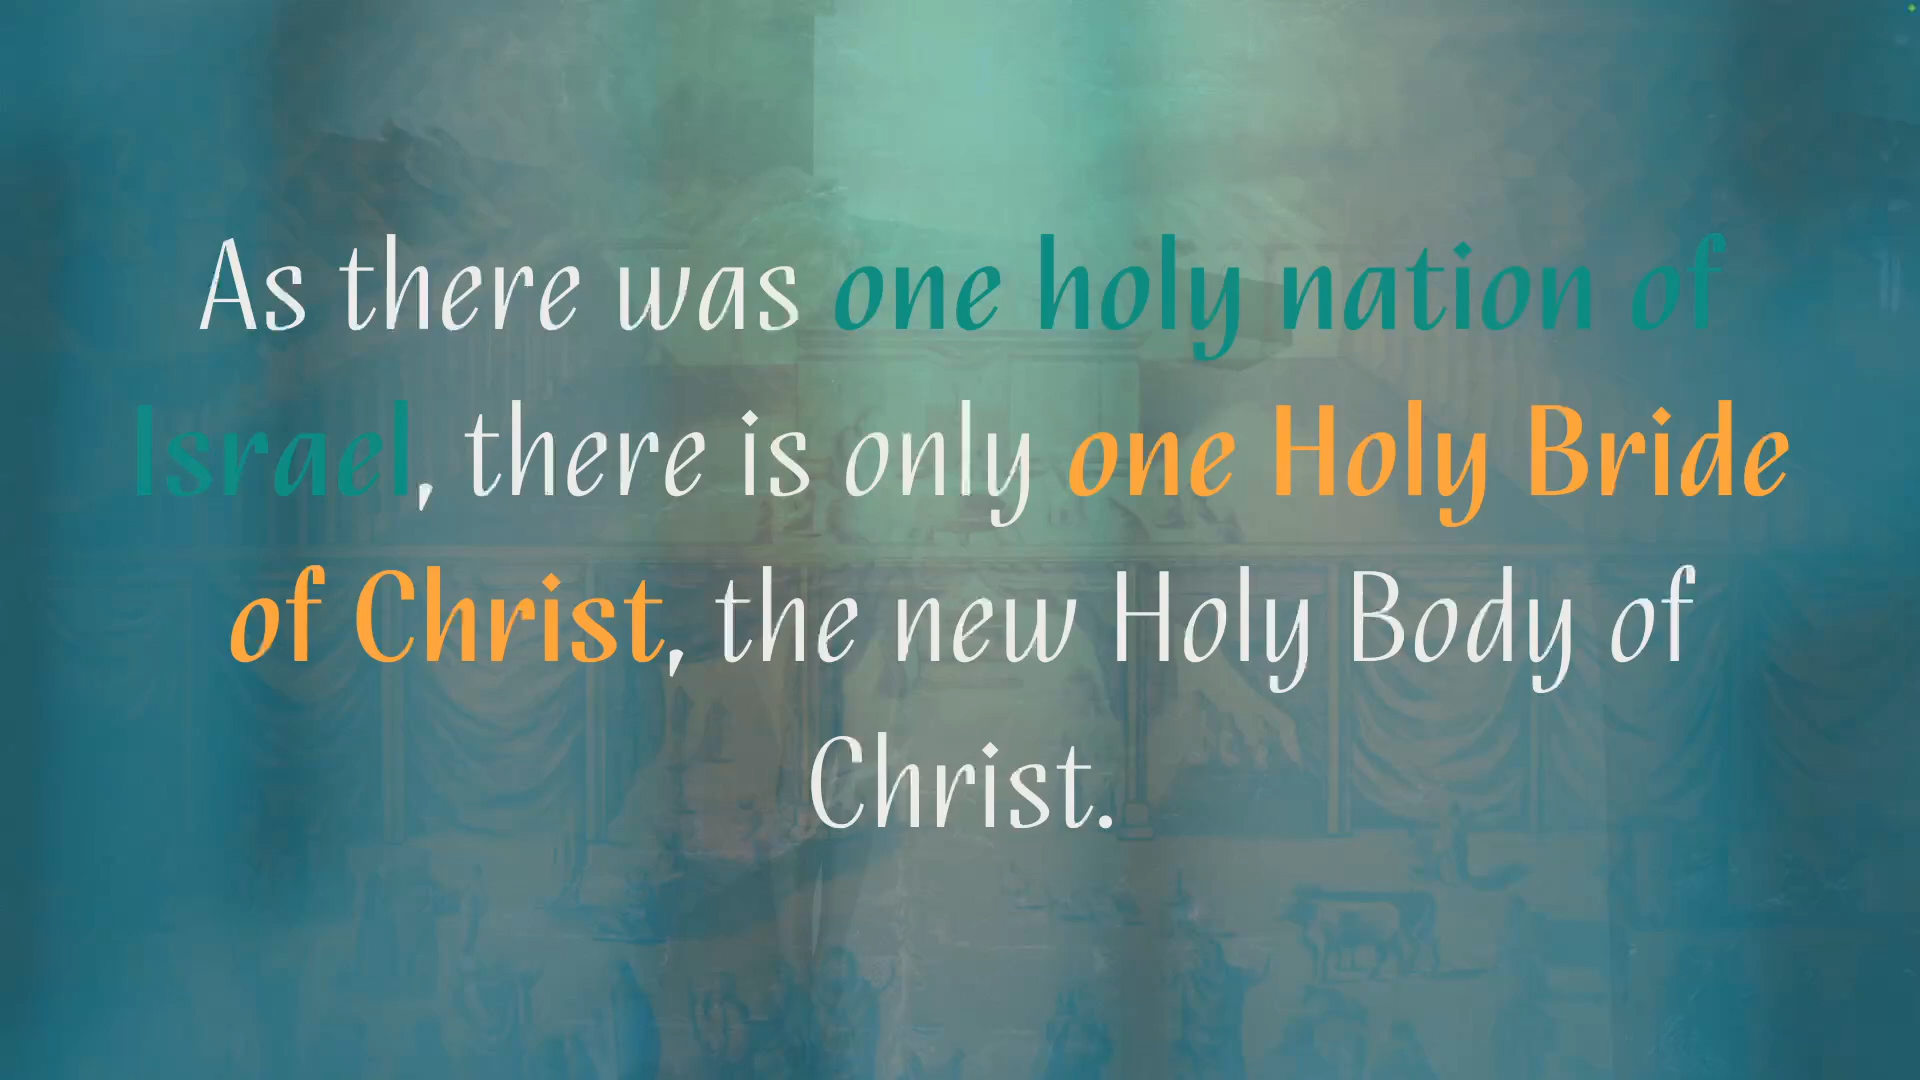 As there was one holy nation of
Israel, there is only one Holy Bride
of Christ, the new Holy Body of
Christ.